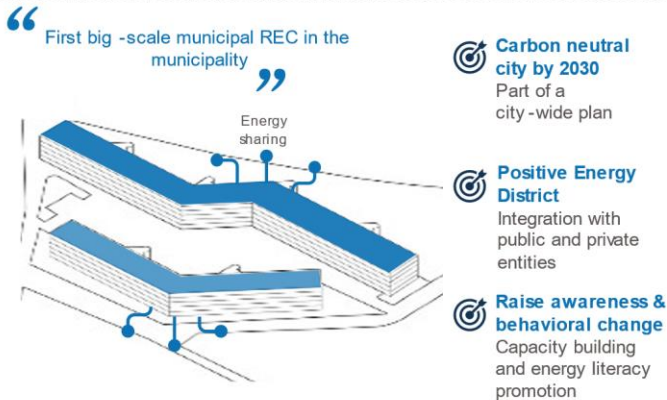 “
First big -scale municipal REC in the
municipality
”
Energy
sharing
Carbon neutral
city by 2030
Part of a
city -wide plan
Positive Energy
District
Integration with
public and private
entities
Raise awareness &
behavioral change
Capacity building
and energy literacy
promotion